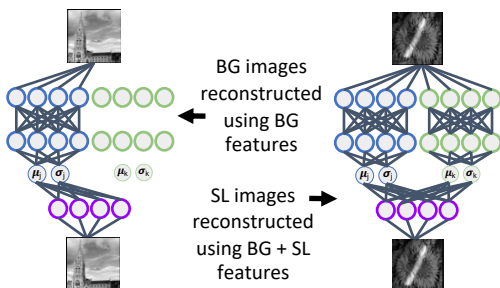 BG images
reconstructed
using BG
features
μj σj μk σk
μj σj μk σk
SL images
reconstructed
using BG + SL
features